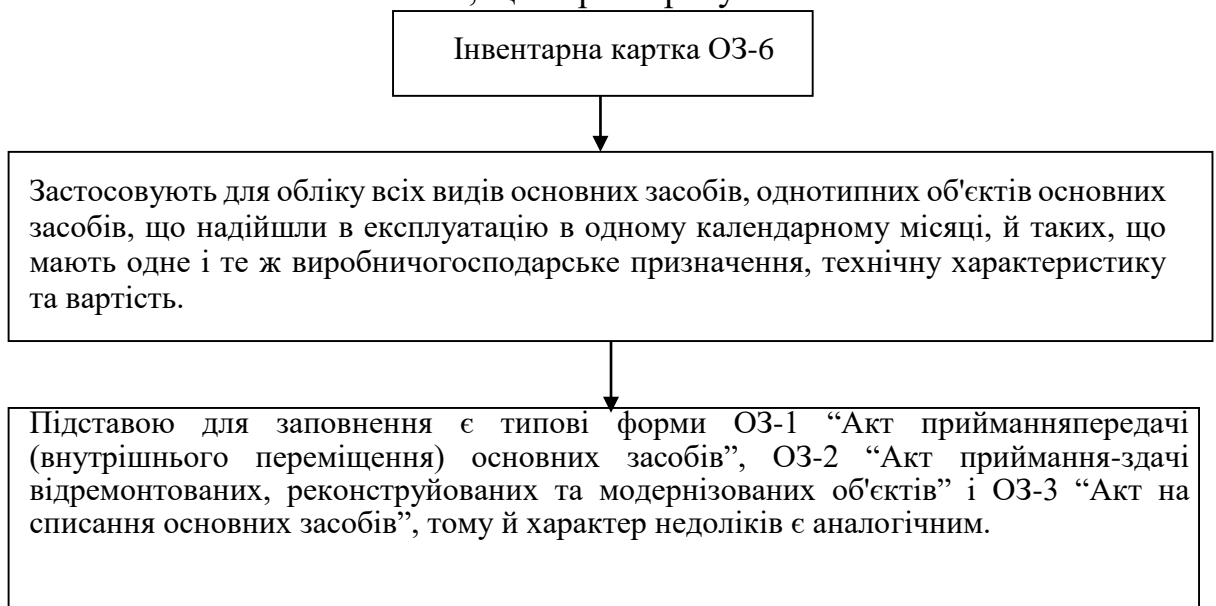 Інвентарна картка ОЗ-6
Застосовують для обліку всіх видів основних засобів, однотипних об'єктів основних
засобів, що надійшли в експлуатацію в одному календарному місяці, й таких, що
мають одне і те ж виробничогосподарське призначення, технічну характеристику
та вартість.
Підставою для заповнення є типові форми ОЗ-1 “Акт прийманняпередачі
(внутрішнього переміщення) основних засобів”, ОЗ-2 “Акт приймання-здачі
відремонтованих, реконструйованих та модернізованих об'єктів” і ОЗ-3 “Акт на
списання основних засобів”, тому й характер недоліків є аналогічним.